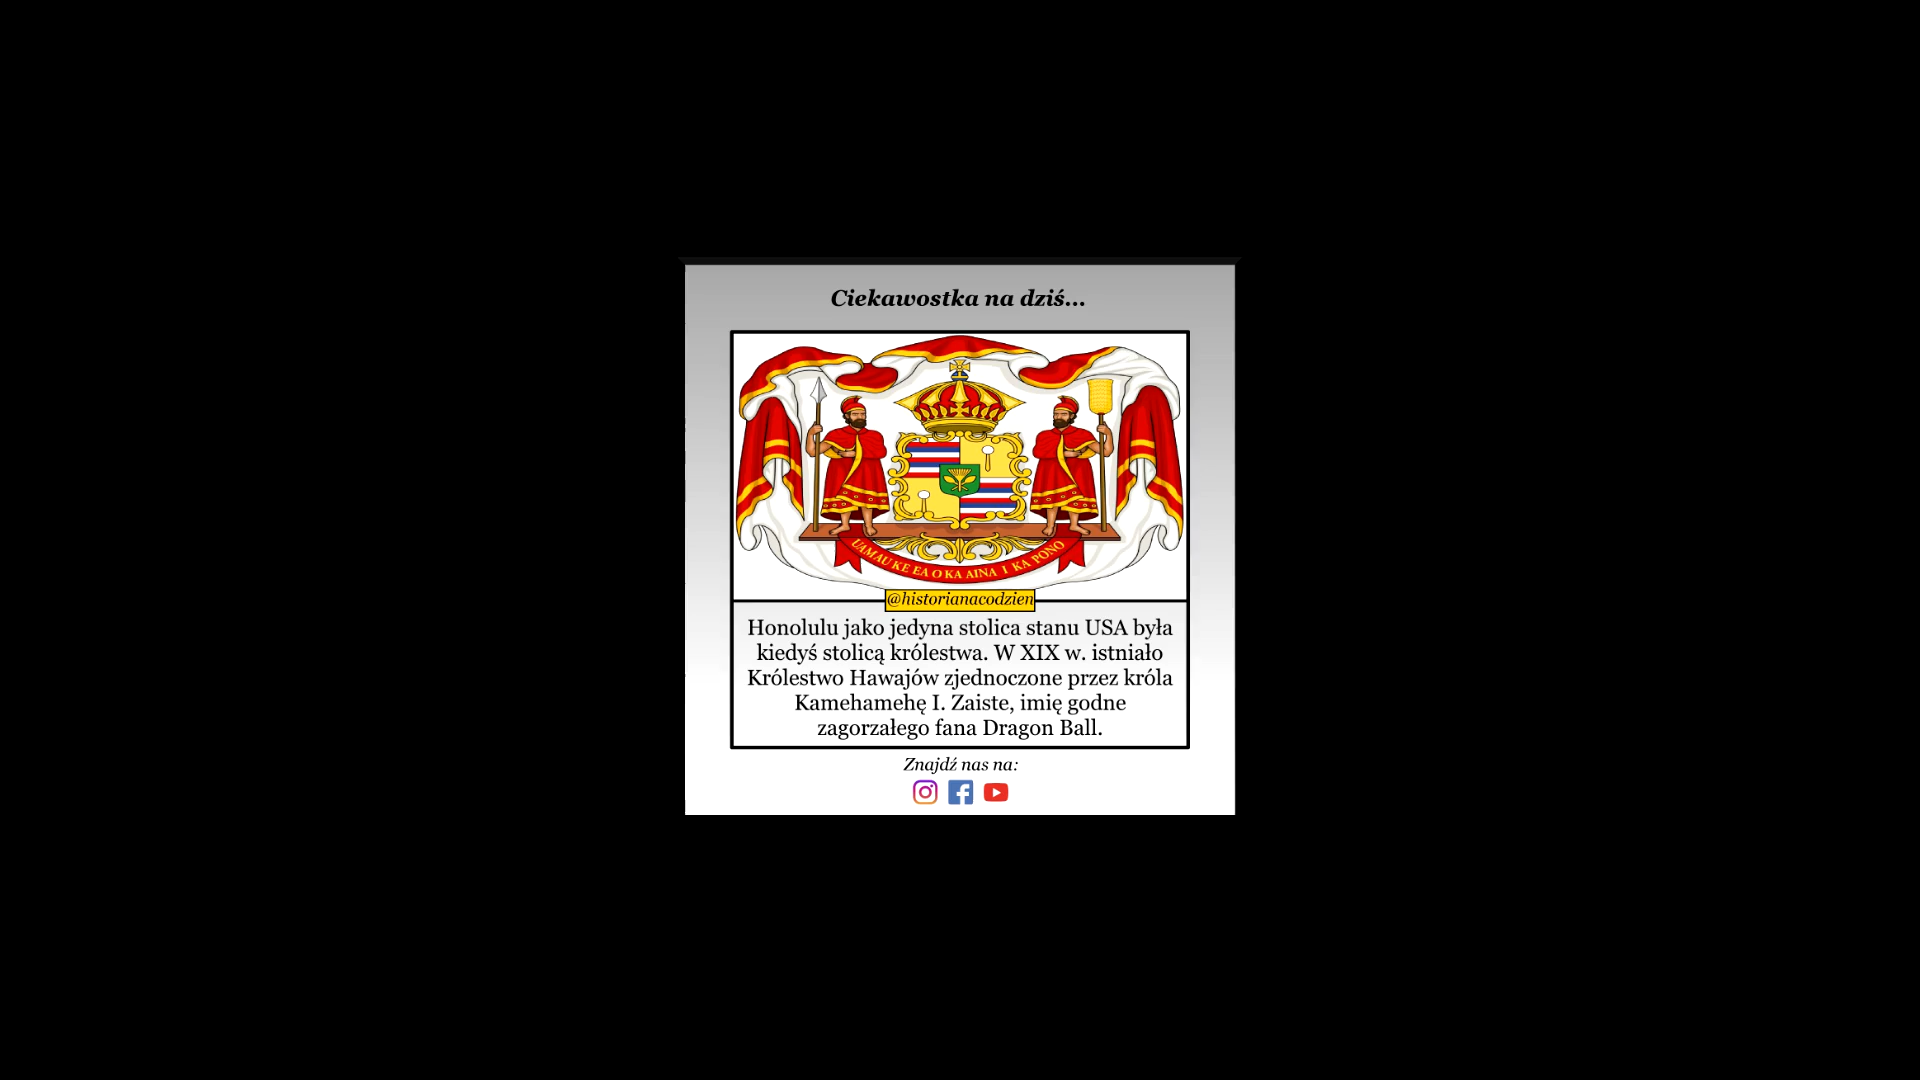 Ciekawostka na dziś...
UA MAU KE EA O KA AINA I KA PONO
@historianacodzien
Honolulu jako jedyna stolica stanu USA była
kiedyś stolicą królestwa. W XIX w. istniało
Królestwo Hawajów zjednoczone przez króla
Kamehamehę I. Zaiste, imię godne
zagorzałego fana Dragon Ball.
Znajdź nas na: